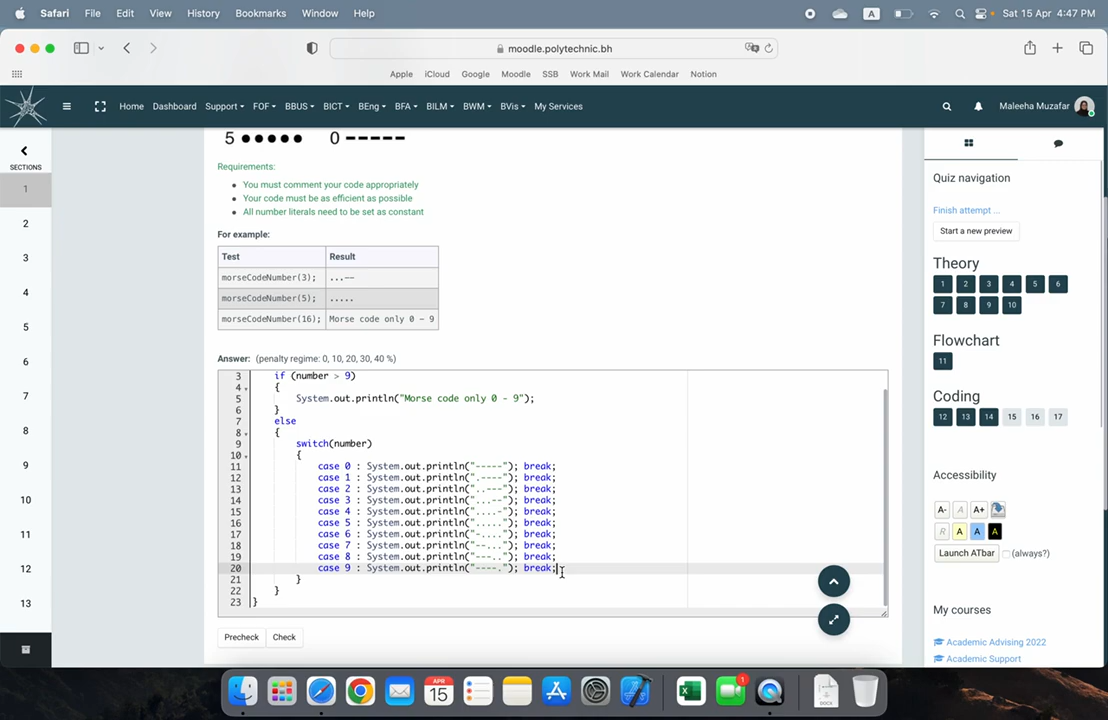 Safari File Edit View History Bookmarks Window Help
A Sat 15 Apr 4:47 PM
moodle.polytechnic.bh
Apple iCloud Google Moodle SSB Work Mail Work Calendar Notion
Home Dashboard Support FOF BBUS BICT BEng BFA BILM BWM BVis My Services Maleeha Muzafar
SECTIONS
1
2
3
4
5
6
7
8
9
10
11
12
13
5 ●●●●● 0 −−−−−
Requirements:
You must comment your code appropriately
Your code must be as efficient as possible
All number literals need to be set as constant
For example:
Test Result
morseCodeNumber(3); ...--
morseCodeNumber(5); .....
morseCodeNumber(16); Morse code only 0 - 9
Answer: (penalty regime: 0, 10, 20, 30, 40 %)
3 if (number > 9)
4 {
5 System.out.println("Morse code only 0 - 9");
6 }
7 else
8 {
9 switch(number)
10 {
11 case 0 : System.out.println("-----"); break;
12 case 1 : System.out.println(".----"); break;
13 case 2 : System.out.println("..---"); break;
14 case 3 : System.out.println("...--"); break;
15 case 4 : System.out.println("....-"); break;
16 case 5 : System.out.println("....."); break;
17 case 6 : System.out.println("-...."); break;
18 case 7 : System.out.println("--..."); break;
19 case 8 : System.out.println("---.."); break;
20 case 9 : System.out.println("----."); break;
21 }
22 }
23 }
Precheck Check
Quiz navigation
Finish attempt ...
Start a new preview
Theory
1 2 3 4 5 6
7 8 9 10
Flowchart
11
Coding
12 13 14 15 16 17
Accessibility
A- A A+
R A A A
Launch ATbar (always?)
My courses
Academic Advising 2022
Academic Support
APR
15
1
DOCX